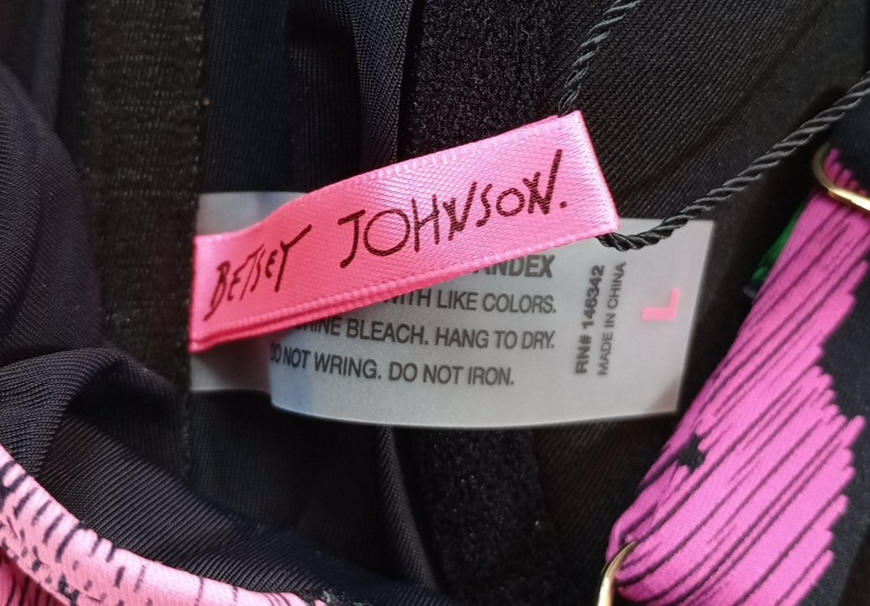 BETSEY JOHNSON.
ANDEX
WITH LIKE COLORS.
BLEACH. HANG TO DRY.
DO NOT WRING. DO NOT IRON.
RN# 146342
MADE IN CHINA
L